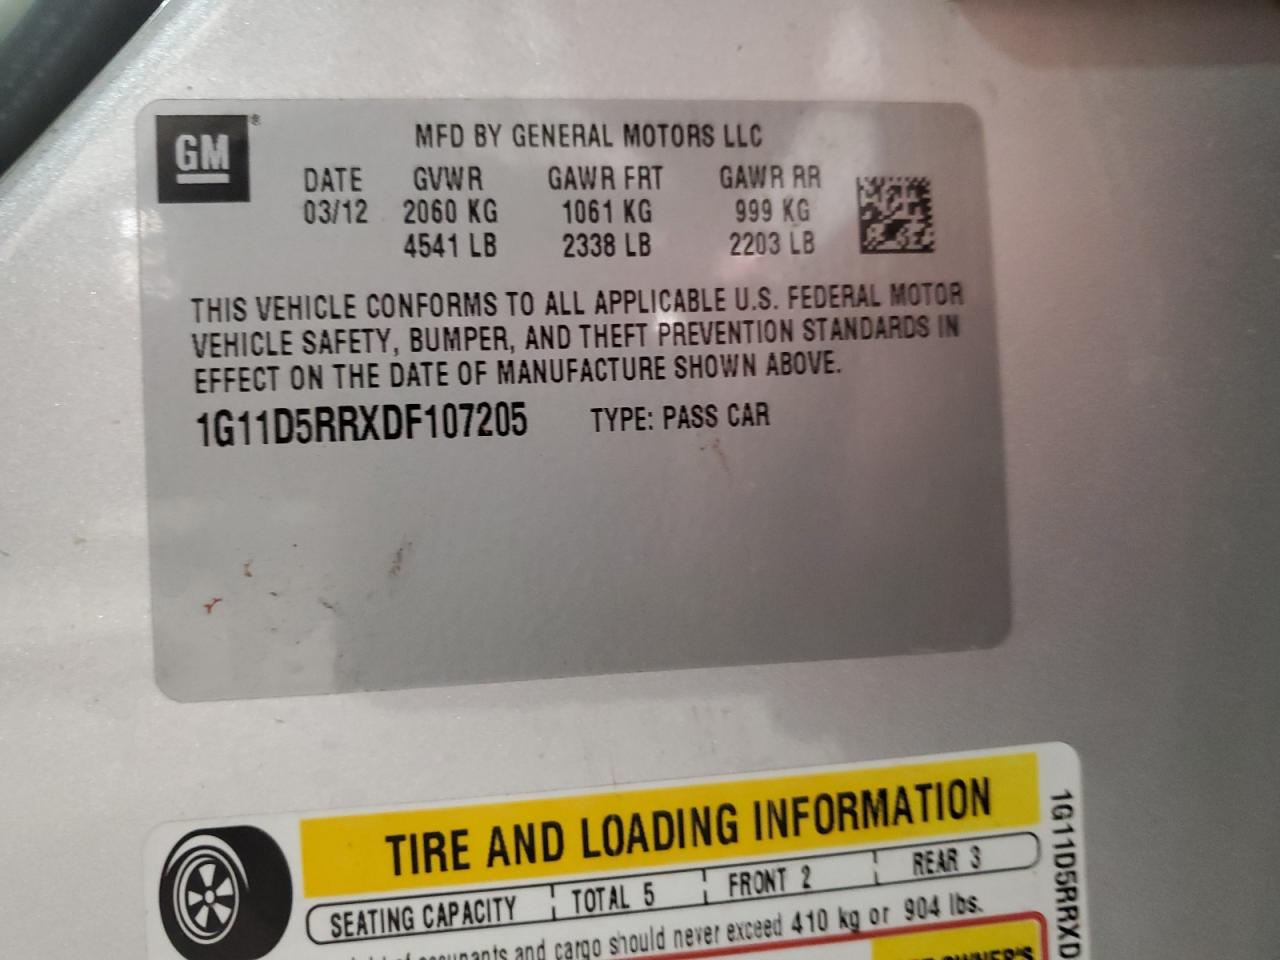 GM®
MFD BY GENERAL MOTORS LLC
DATE GVWR GAWR FRT GAWR RR
03/12 2060 KG 1061 KG 999 KG
4541 LB 2338 LB 2203 LB
THIS VEHICLE CONFORMS TO ALL APPLICABLE U.S. FEDERAL MOTOR
VEHICLE SAFETY, BUMPER, AND THEFT PREVENTION STANDARDS IN
EFFECT ON THE DATE OF MANUFACTURE SHOWN ABOVE.
1G11D5RRXDF107205 TYPE: PASS CAR
TIRE AND LOADING INFORMATION
SEATING CAPACITY TOTAL 5 FRONT 2 REAR 3
and cargo should never exceed 410 kg or 904 lbs.
OWNER'S
1G11D5RRXD